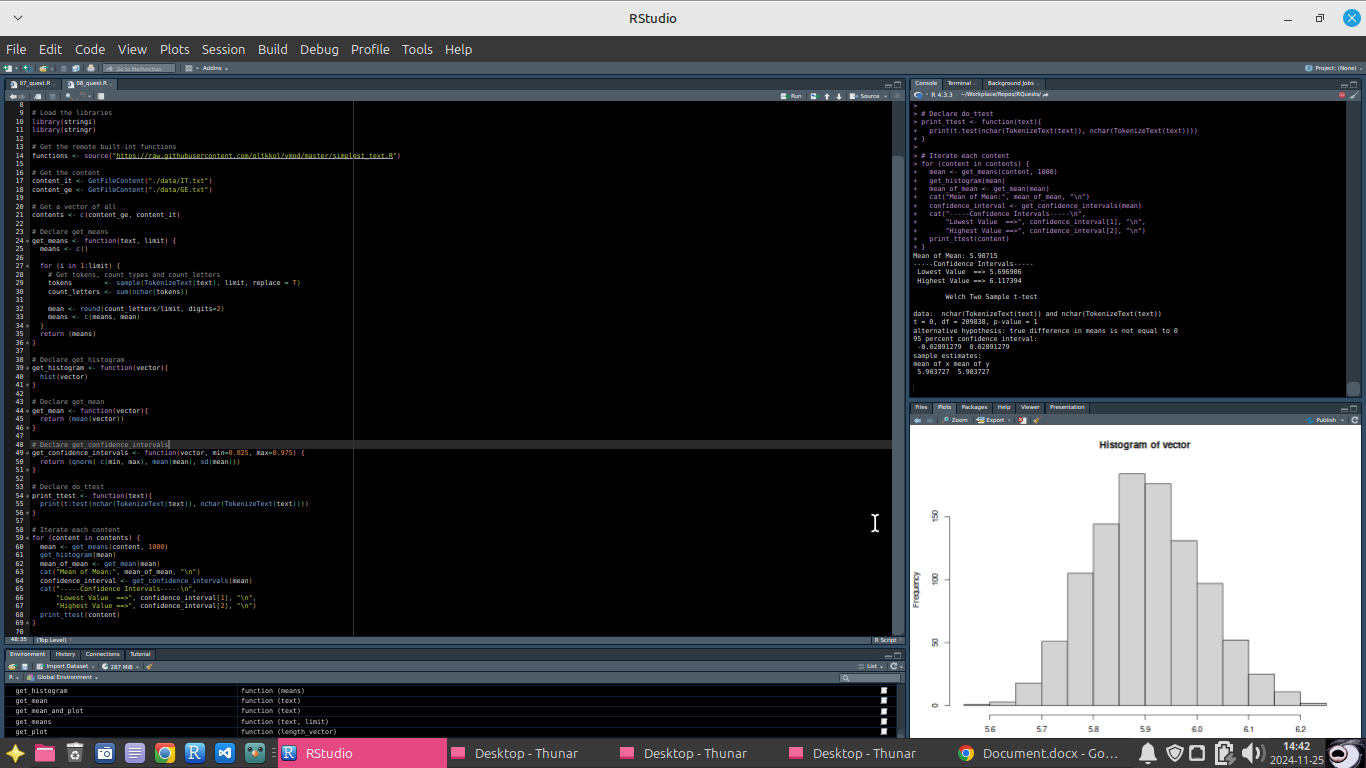 RStudio
File Edit Code View Plots Session Build Debug Profile Tools Help
Go to file/function Addins Project: (None)
07_quest.R 08_quest.R
Run Source
8
9 # Load the libraries
10 library(stringi)
11 library(stringr)
12
13 # Get the remote built-int functions
14 functions <- source("https://raw.githubusercontent.com/oltkkol/vmod/master/simplest_text.R")
15
16 # Get the content
17 content_it <- GetFileContent("./data/IT.txt")
18 content_ge <- GetFileContent("./data/GE.txt")
19
20 # Get a vector of all
21 contents <- c(content_ge, content_it)
22
23 # Declare get_means
24 get_means <- function(text, limit) {
25 means <- c()
26
27 for (i in 1:limit) {
28 # Get tokens, count_types and count_letters
29 tokens <- sample(TokenizeText(text), limit, replace = T)
30 count_letters <- sum(nchar(tokens))
31
32 mean <- round(count_letters/limit, digits=2)
33 means <- c(means, mean)
34 }
35 return (means)
36 }
37
38 # Declare get_histogram
39 get_histogram <- function(vector){
40 hist(vector)
41 }
42
43 # Declare get_mean
44 get_mean <- function(vector){
45 return (mean(vector))
46 }
47
48 # Declare get_confidence_intervals
49 get_confidence_intervals <- function(vector, min=0.025, max=0.975) {
50 return (qnorm( c(min, max), mean(mean), sd(mean)))
51 }
52
53 # Declare do_ttest
54 print_ttest <- function(text){
55 print(t.test(nchar(TokenizeText(text)), nchar(TokenizeText(text))))
56 }
57
58 # Iterate each content
59 for (content in contents) {
60 mean <- get_means(content, 1000)
61 get_histogram(mean)
62 mean_of_mean <- get_mean(mean)
63 cat("Mean of Mean:", mean_of_mean, "\n")
64 confidence_interval <- get_confidence_intervals(mean)
65 cat("-----Confidence Intervals-----\n",
66 "Lowest Value ==>", confidence_interval[1], "\n",
67 "Highest Value ==>", confidence_interval[2], "\n")
68 print_ttest(content)
69 }
70
48:35 (Top Level) R Script
Environment History Connections Tutorial
Import Dataset 287 MiB List
R Global Environment
get_histogram function (means)
get_mean function (text)
get_mean_and_plot function (text)
get_means function (text, limit)
get_plot function (length_vector)
Console Terminal Background Jobs
R 4.3.3 ~/Workplace/Repos/RQuests/
>
> # Declare do_ttest
> print_ttest <- function(text){
+ print(t.test(nchar(TokenizeText(text)), nchar(TokenizeText(text))))
+ }
>
> # Iterate each content
> for (content in contents) {
+ mean <- get_means(content, 1000)
+ get_histogram(mean)
+ mean_of_mean <- get_mean(mean)
+ cat("Mean of Mean:", mean_of_mean, "\n")
+ confidence_interval <- get_confidence_intervals(mean)
+ cat("-----Confidence Intervals-----\n",
+ "Lowest Value ==>", confidence_interval[1], "\n",
+ "Highest Value ==>", confidence_interval[2], "\n")
+ print_ttest(content)
+ }
Mean of Mean: 5.90715
-----Confidence Intervals-----
Lowest Value ==> 5.696906
Highest Value ==> 6.117394
Welch Two Sample t-test
data: nchar(TokenizeText(text)) and nchar(TokenizeText(text))
t = 0, df = 209838, p-value = 1
alternative hypothesis: true difference in means is not equal to 0
95 percent confidence interval:
-0.02891279 0.02891279
sample estimates:
mean of x mean of y
5.903727 5.903727
Files Plots Packages Help Viewer Presentation
Zoom Export Publish
Histogram of vector
Frequency
150
100
50
0
5.6 5.7 5.8 5.9 6.0 6.1 6.2
RStudio Desktop - Thunar Desktop - Thunar Desktop - Thunar Document.docx - Go... 14:42
2024-11-25